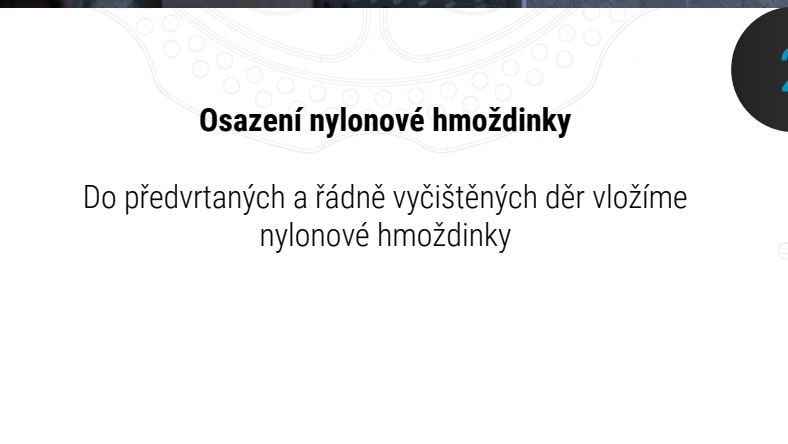 Osazení nylonové hmoždinky
Do předvrtaných a řádně vyčištěných děr vložíme
nylonové hmoždinky